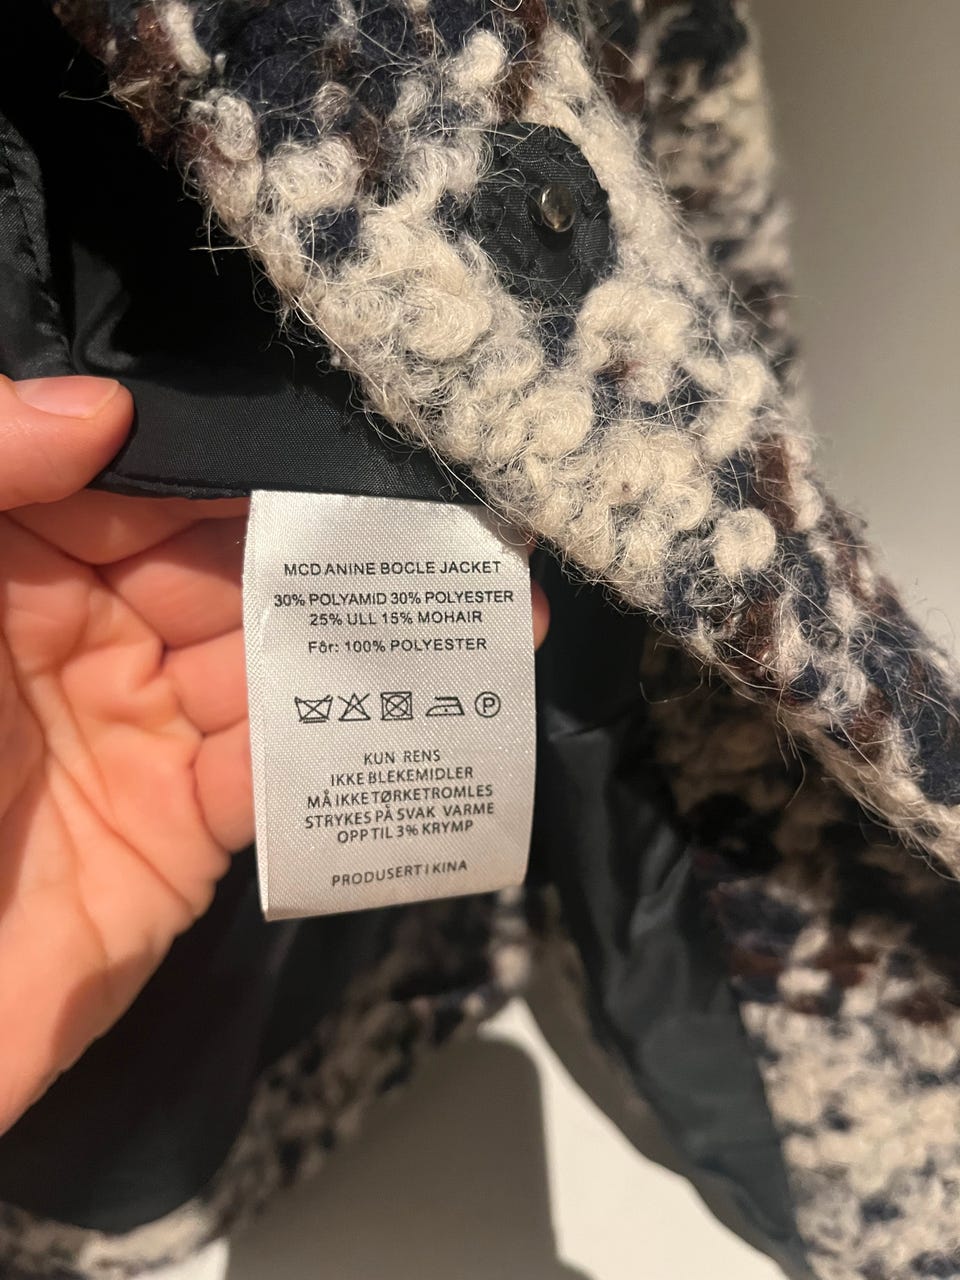 MCD ANINE BOCLE JACKET
30% POLYAMID 30% POLYESTER
25% ULL 15% MOHAIR
Fôr: 100% POLYESTER
P
KUN RENS
IKKE BLEKEMIDLER
MÅ IKKE TØRKETROMLES
STRYKES PÅ SVAK VARME
OPP TIL 3% KRYMP
PRODUSERT I KINA